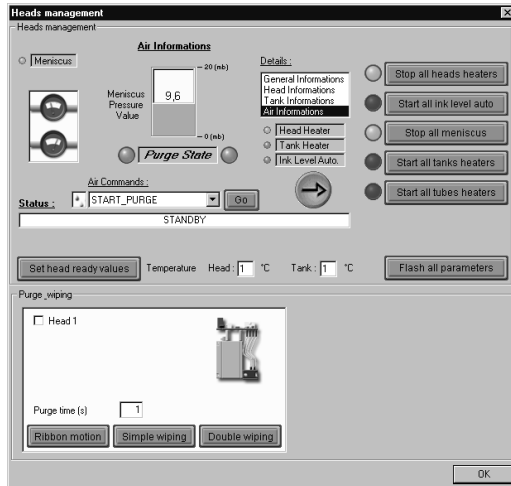 Heads management
Heads management
Meniscus
Air Informations
20 (mb)
Meniscus
Pressure
Value
9,6
0 (mb)
Purge State
Details :
General Informations
Head Informations
Tank Informations
Air Informations
Head Heater
Tank Heater
Ink Level Auto.
Stop all heads heaters
Start all ink level auto
Stop all meniscus
Start all tanks heaters
Start all tubes heaters
Air Commands :
Status : START_PURGE Go
STANDBY
Set head ready values Temperature Head : 1 °C Tank : 1 °C Flash all parameters
Purge_wiping
Head 1
Purge time (s) 1
Ribbon motion Simple wiping Double wiping
OK